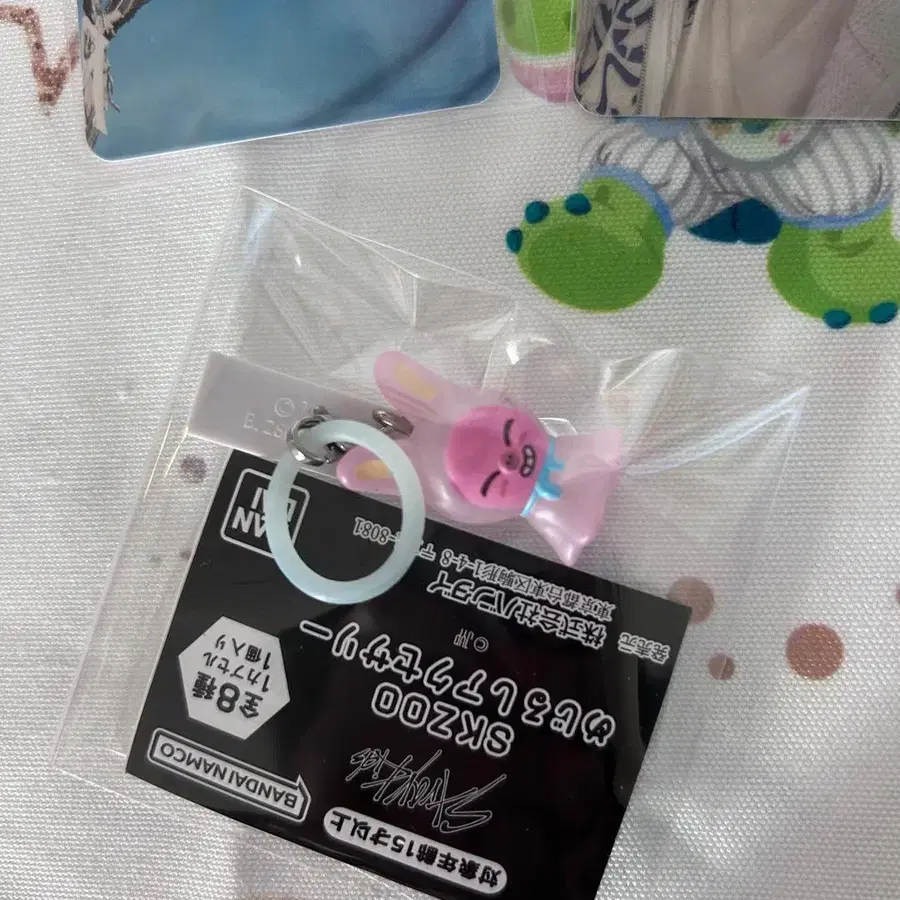 対象年齢15才以上
Stray Kids
SKZOO
めじるしアクセサリー
©JYP
BANDAI NAMCO
全8種
1カプセル
1個入り
発売元
株式会社バンダイ
東京都台東区駒形1-4-8
-8081
BAN
DAI